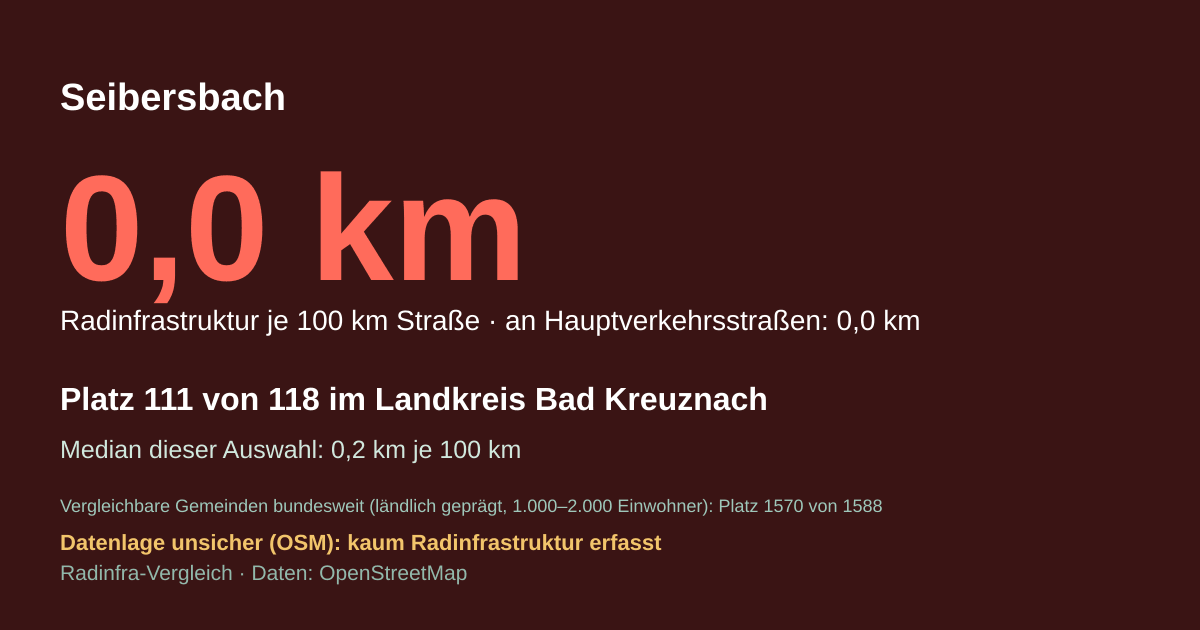 Seibersbach
0,0 km
Radinfrastruktur je 100 km Straße · an Hauptverkehrsstraßen: 0,0 km
Platz 111 von 118 im Landkreis Bad Kreuznach
Median dieser Auswahl: 0,2 km je 100 km
Vergleichbare Gemeinden bundesweit (ländlich geprägt, 1.000–2.000 Einwohner): Platz 1570 von 1588
Datenlage unsicher (OSM): kaum Radinfrastruktur erfasst
Radinfra-Vergleich · Daten: OpenStreetMap